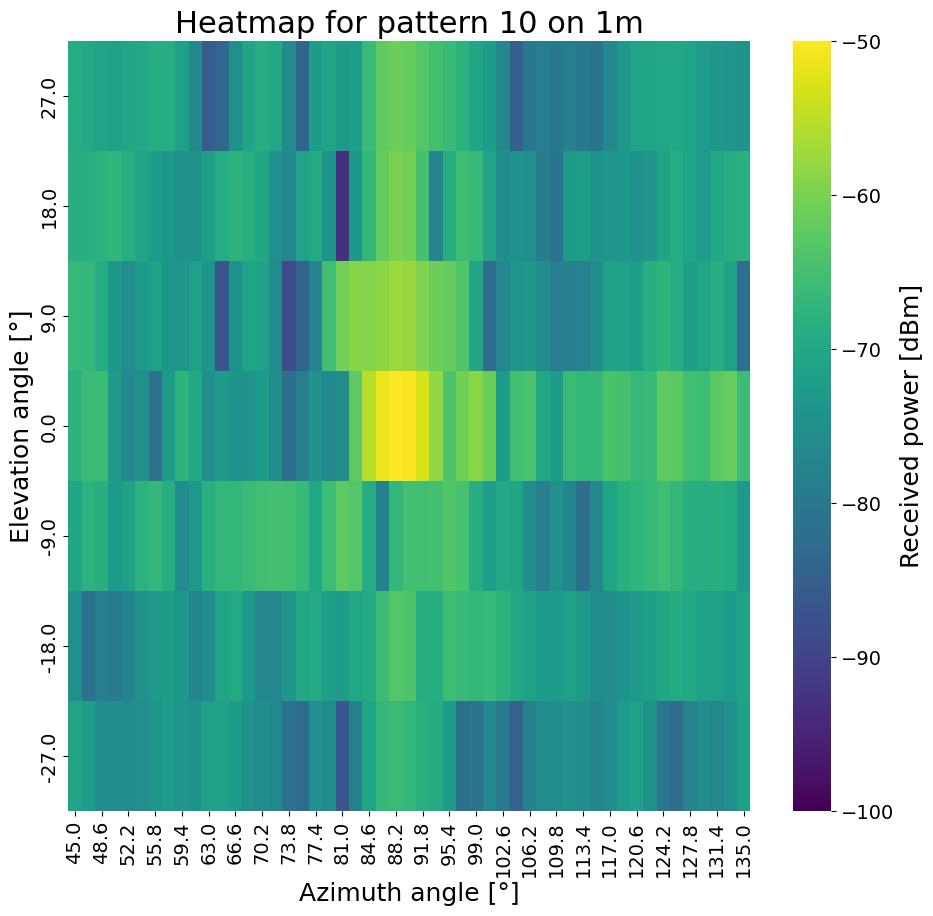 Heatmap for pattern 10 on 1m
Elevation angle [°]
27.0
18.0
9.0
0.0
-9.0
-18.0
-27.0
45.0 48.6 52.2 55.8 59.4 63.0 66.6 70.2 73.8 77.4 81.0 84.6 88.2 91.8 95.4 99.0 102.6 106.2 109.8 113.4 117.0 120.6 124.2 127.8 131.4 135.0
Azimuth angle [°]
−50
−60
−70
−80
−90
−100
Received power [dBm]